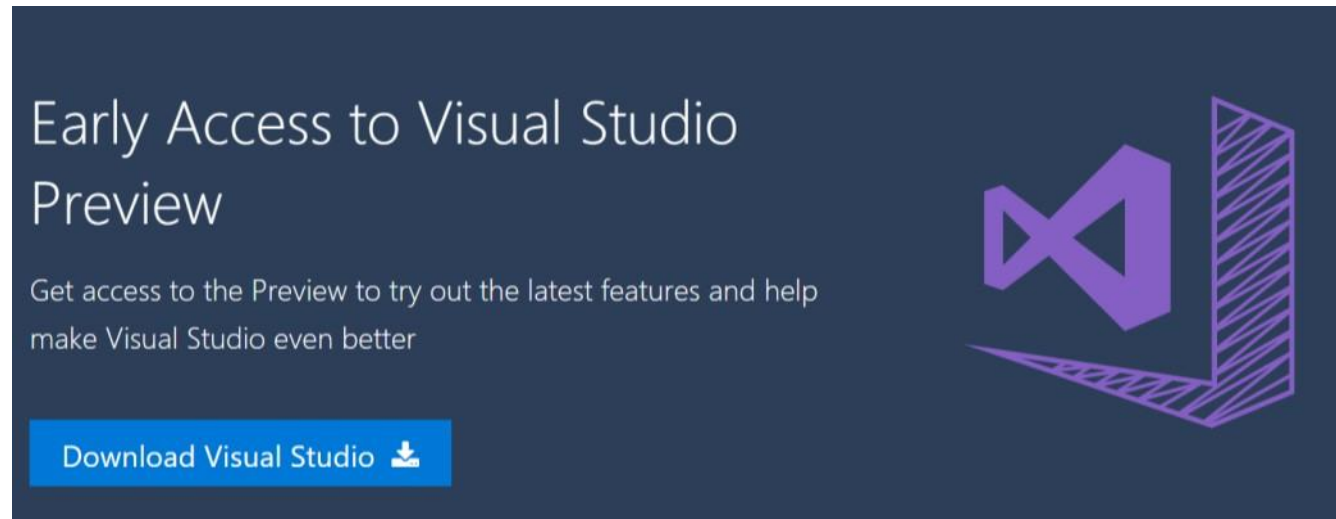 Early Access to Visual Studio
Preview
Get access to the Preview to try out the latest features and help
make Visual Studio even better
Download Visual Studio